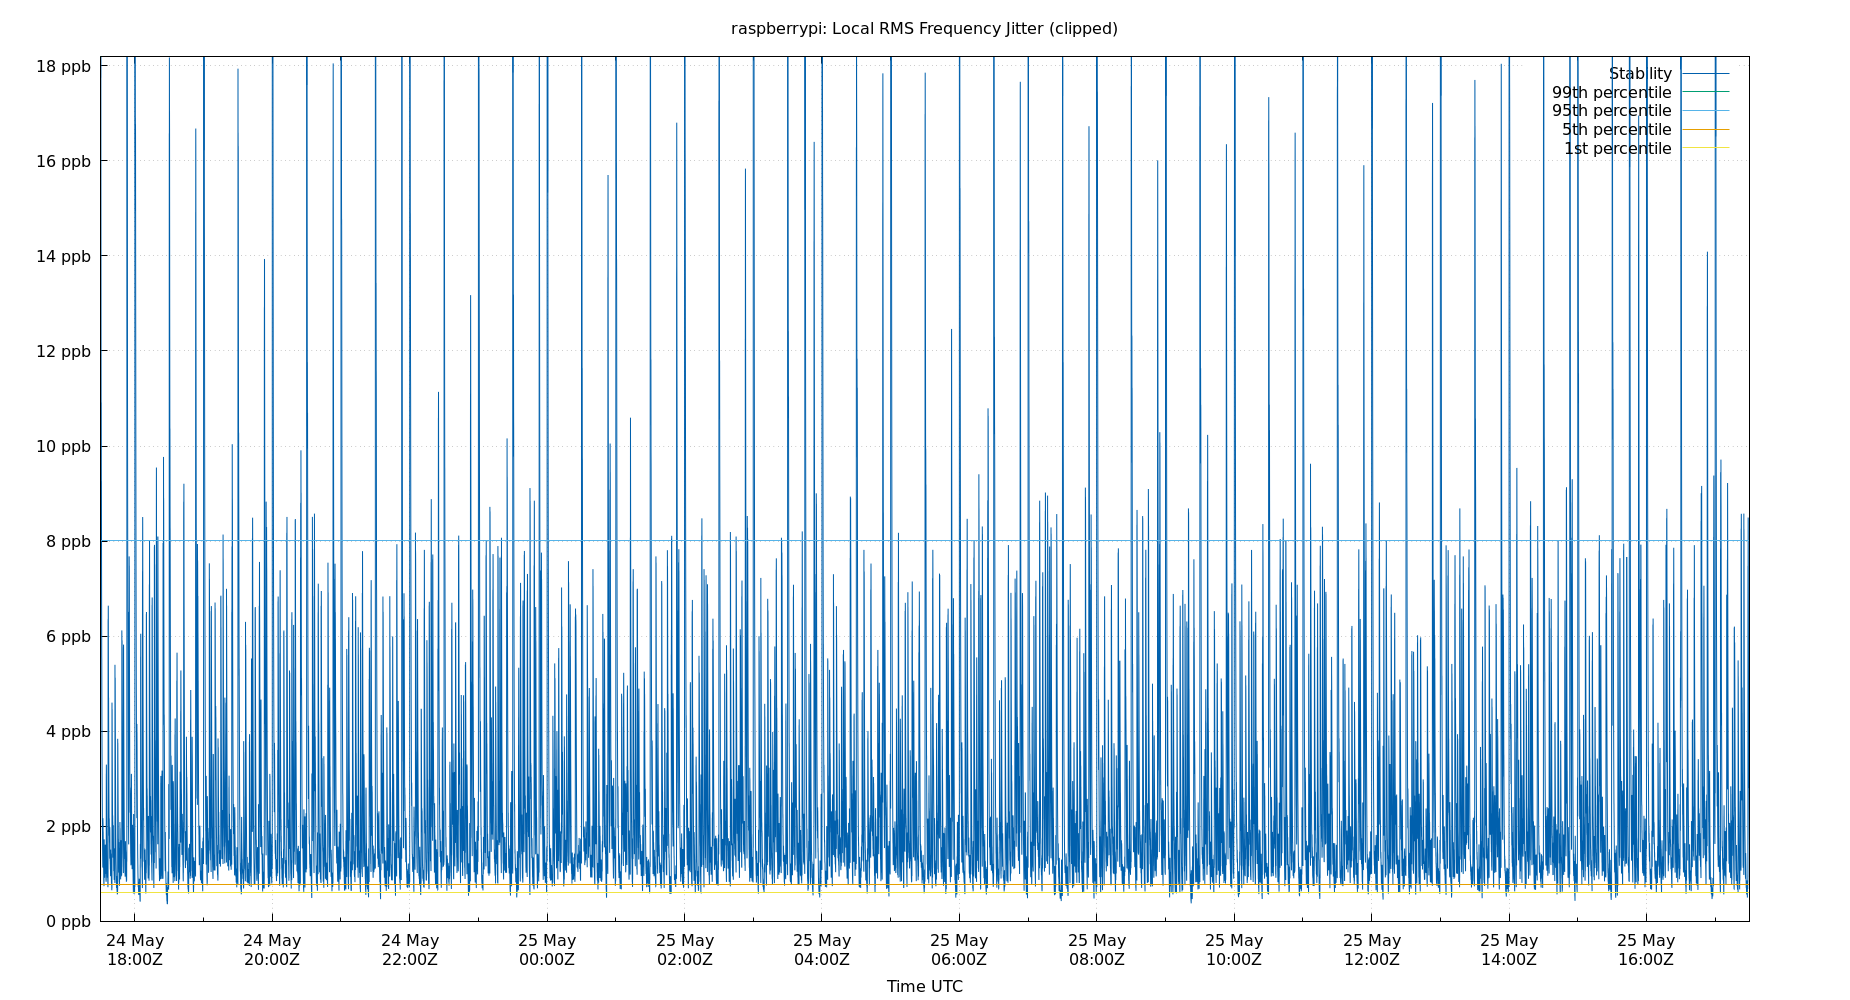 raspberrypi: Local RMS Frequency Jitter (clipped)
18 ppb
16 ppb
14 ppb
12 ppb
10 ppb
8 ppb
6 ppb
4 ppb
2 ppb
0 ppb
Stability
99th percentile
95th percentile
5th percentile
1st percentile
24 May
18:00Z
24 May
20:00Z
24 May
22:00Z
25 May
00:00Z
25 May
02:00Z
25 May
04:00Z
25 May
06:00Z
25 May
08:00Z
25 May
10:00Z
25 May
12:00Z
25 May
14:00Z
25 May
16:00Z
Time UTC